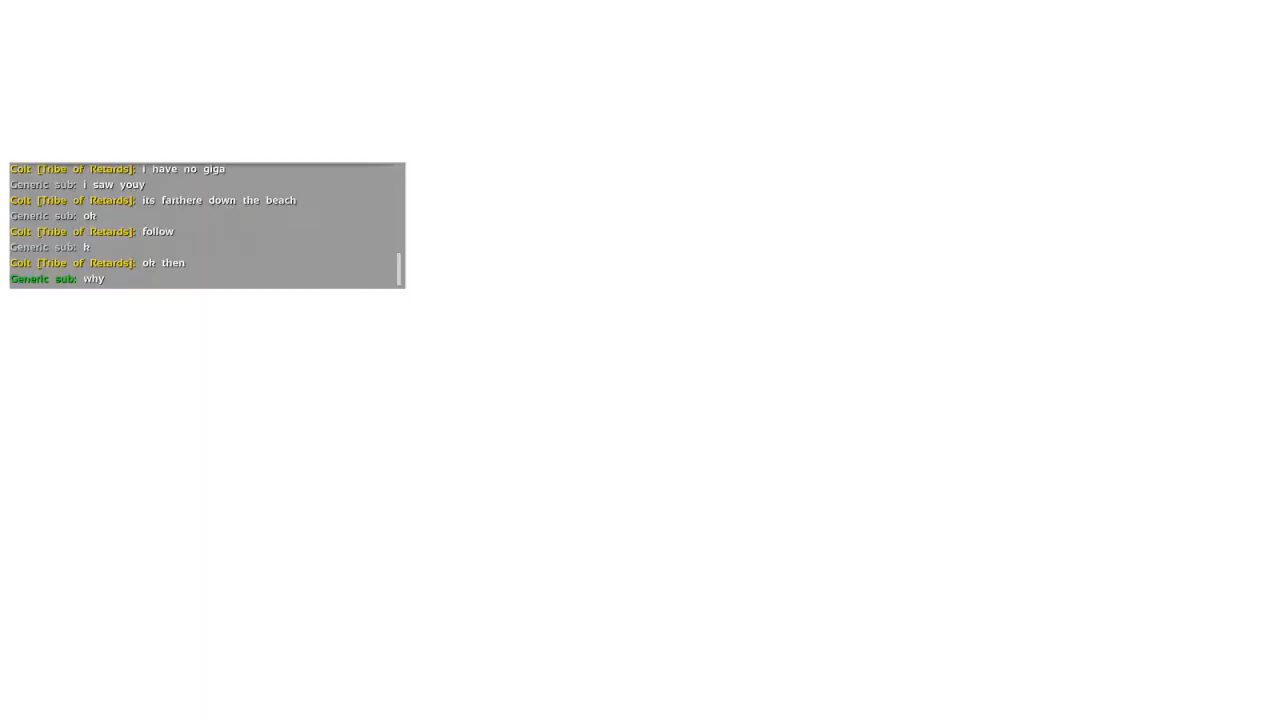 Colt [Tribe of Retards]: i have no giga
Generic sub: i saw youy
Colt [Tribe of Retards]: its farthere down the beach
Generic sub: ok
Colt [Tribe of Retards]: follow
Generic sub: k
Colt [Tribe of Retards]: ok then
Generic sub: why